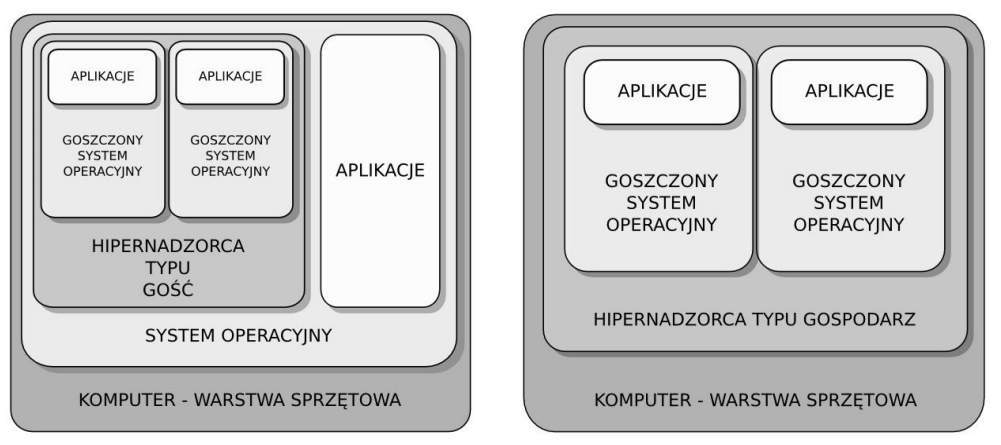 APLIKACJE
GOSZCZONY
SYSTEM
OPERACYJNY
APLIKACJE
GOSZCZONY
SYSTEM
OPERACYJNY
HIPERNADZORCA
TYPU
GOŚĆ
APLIKACJE
SYSTEM OPERACYJNY
KOMPUTER - WARSTWA SPRZĘTOWA
APLIKACJE
GOSZCZONY
SYSTEM
OPERACYJNY
APLIKACJE
GOSZCZONY
SYSTEM
OPERACYJNY
HIPERNADZORCA TYPU GOSPODARZ
KOMPUTER - WARSTWA SPRZĘTOWA